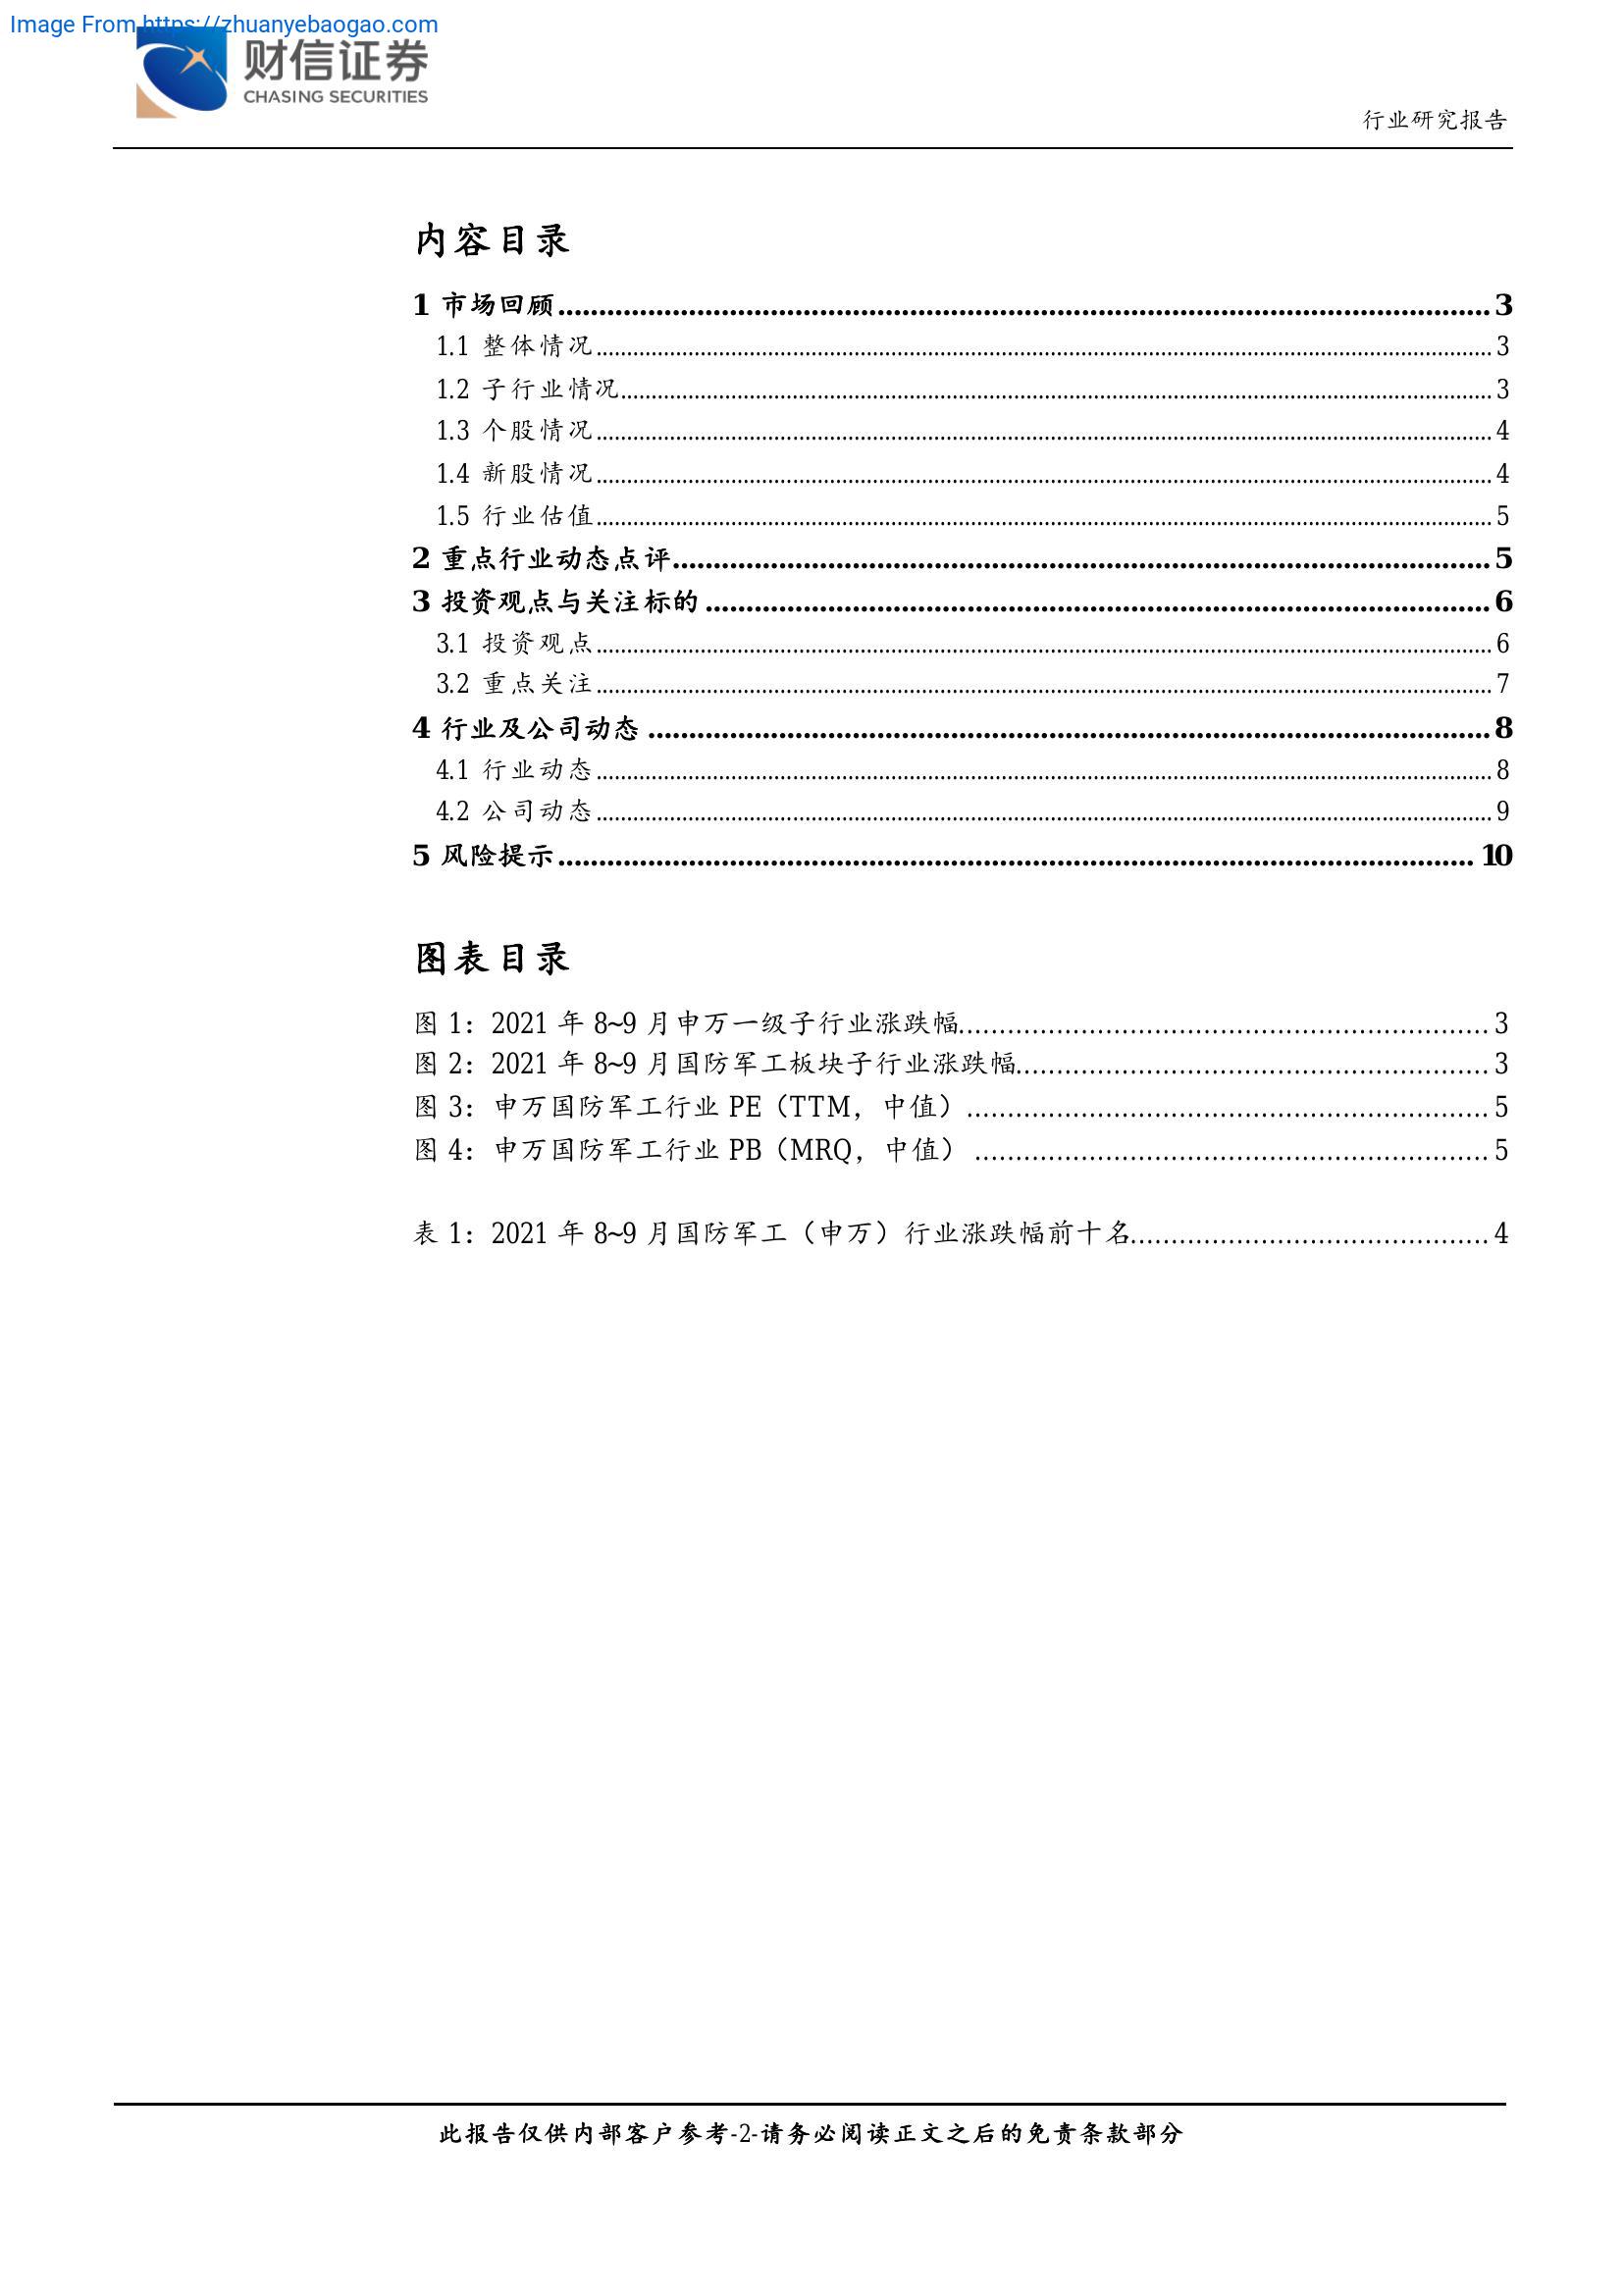 Image From https://zhuanyebaogao.com
财信证券
CHASING SECURITIES
行业研究报告
内容目录
1 市场回顾........................................ 3
1.1 整体情况........................................ 3
1.2 子行业情况........................................ 3
1.3 个股情况........................................ 4
1.4 新股情况........................................ 4
1.5 行业估值........................................ 5
2 重点行业动态点评........................................ 5
3 投资观点与关注标的........................................ 6
3.1 投资观点........................................ 6
3.2 重点关注........................................ 7
4 行业及公司动态........................................ 8
4.1 行业动态........................................ 8
4.2 公司动态........................................ 9
5 风险提示........................................ 10
图表目录
图 1：2021 年 8~9 月申万一级子行业涨跌幅........................................ 3
图 2：2021 年 8~9 月国防军工板块子行业涨跌幅........................................ 3
图 3：申万国防军工行业 PE（TTM，中值）........................................ 5
图 4：申万国防军工行业 PB（MRQ，中值）........................................ 5
表 1：2021 年 8~9 月国防军工（申万）行业涨跌幅前十名........................................ 4
此报告仅供内部客户参考-2-请务必阅读正文之后的免责条款部分